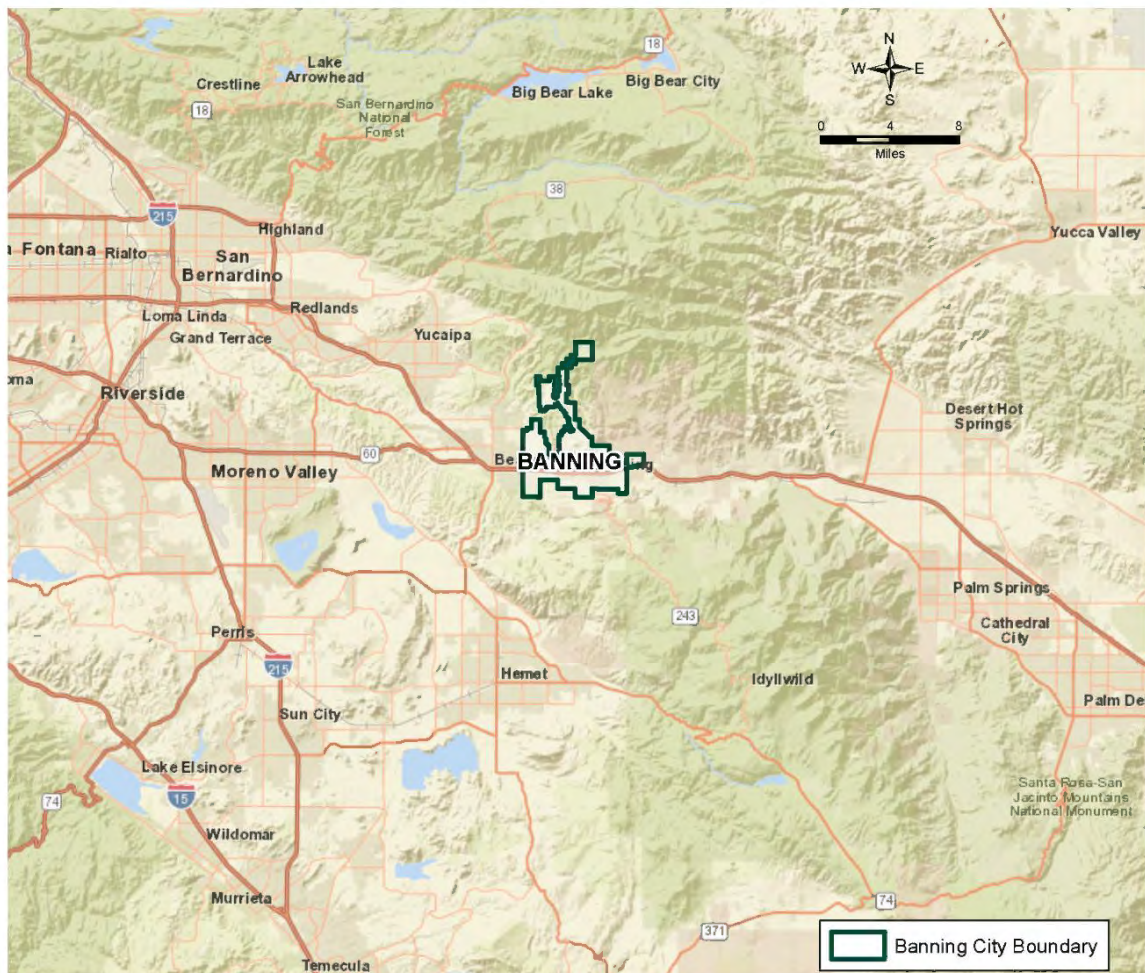 Lake
Arrowhead
Crestline
18
San Bernardino
National
Forest
18
Big Bear Lake
Big Bear City
N
W
E
S
0
4
8
Miles
38
215
Highland
Fontana
Rialto
San
Bernardino
Yucca Valley
Loma Linda
Redlands
Grand Terrace
Yucaipa
Riverside
Desert Hot
Springs
60
Moreno Valley
BANNING
243
Palm Springs
Cathedral
City
Perris
215
Hemet
Idyllwild
Sun City
Palm De
Lake Elsinore
15
74
Wildomar
Santa Rosa-San
Jacinto Mountains
National Monument
Murrieta
74
371
Temecula
Banning City Boundary